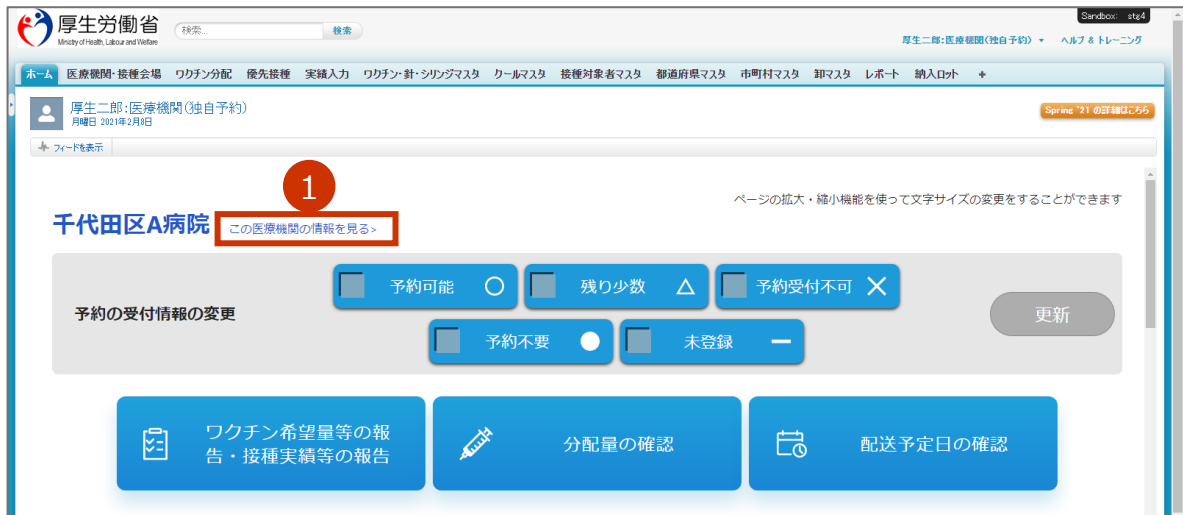 Sandbox: stg4
厚生労働省
Ministry of Health, Labour and Welfare
検索...
検索
厚生二郎:医療機関(独自予約)
ヘルプ & トレーニング
ホーム 医療機関・接種会場 ワクチン分配 優先接種 実績入力 ワクチン・針・シリンジマスタ クールマスタ 接種対象者マスタ 都道府県マスタ 市町村マスタ 卸マスタ レポート 納入ロット +
厚生二郎:医療機関(独自予約)
月曜日 2021年2月8日
Spring '21 の詳細はこちら
フィードを表示
1
ページの拡大・縮小機能を使って文字サイズの変更をすることができます
千代田区A病院 この医療機関の情報を見る>
予約可能 ○ 残り少数 △ 予約受付不可 ×
予約の受付情報の変更
更新
予約不要 ● 未登録 ー
ワクチン希望量等の報
告・接種実績等の報告
分配量の確認
配送予定日の確認